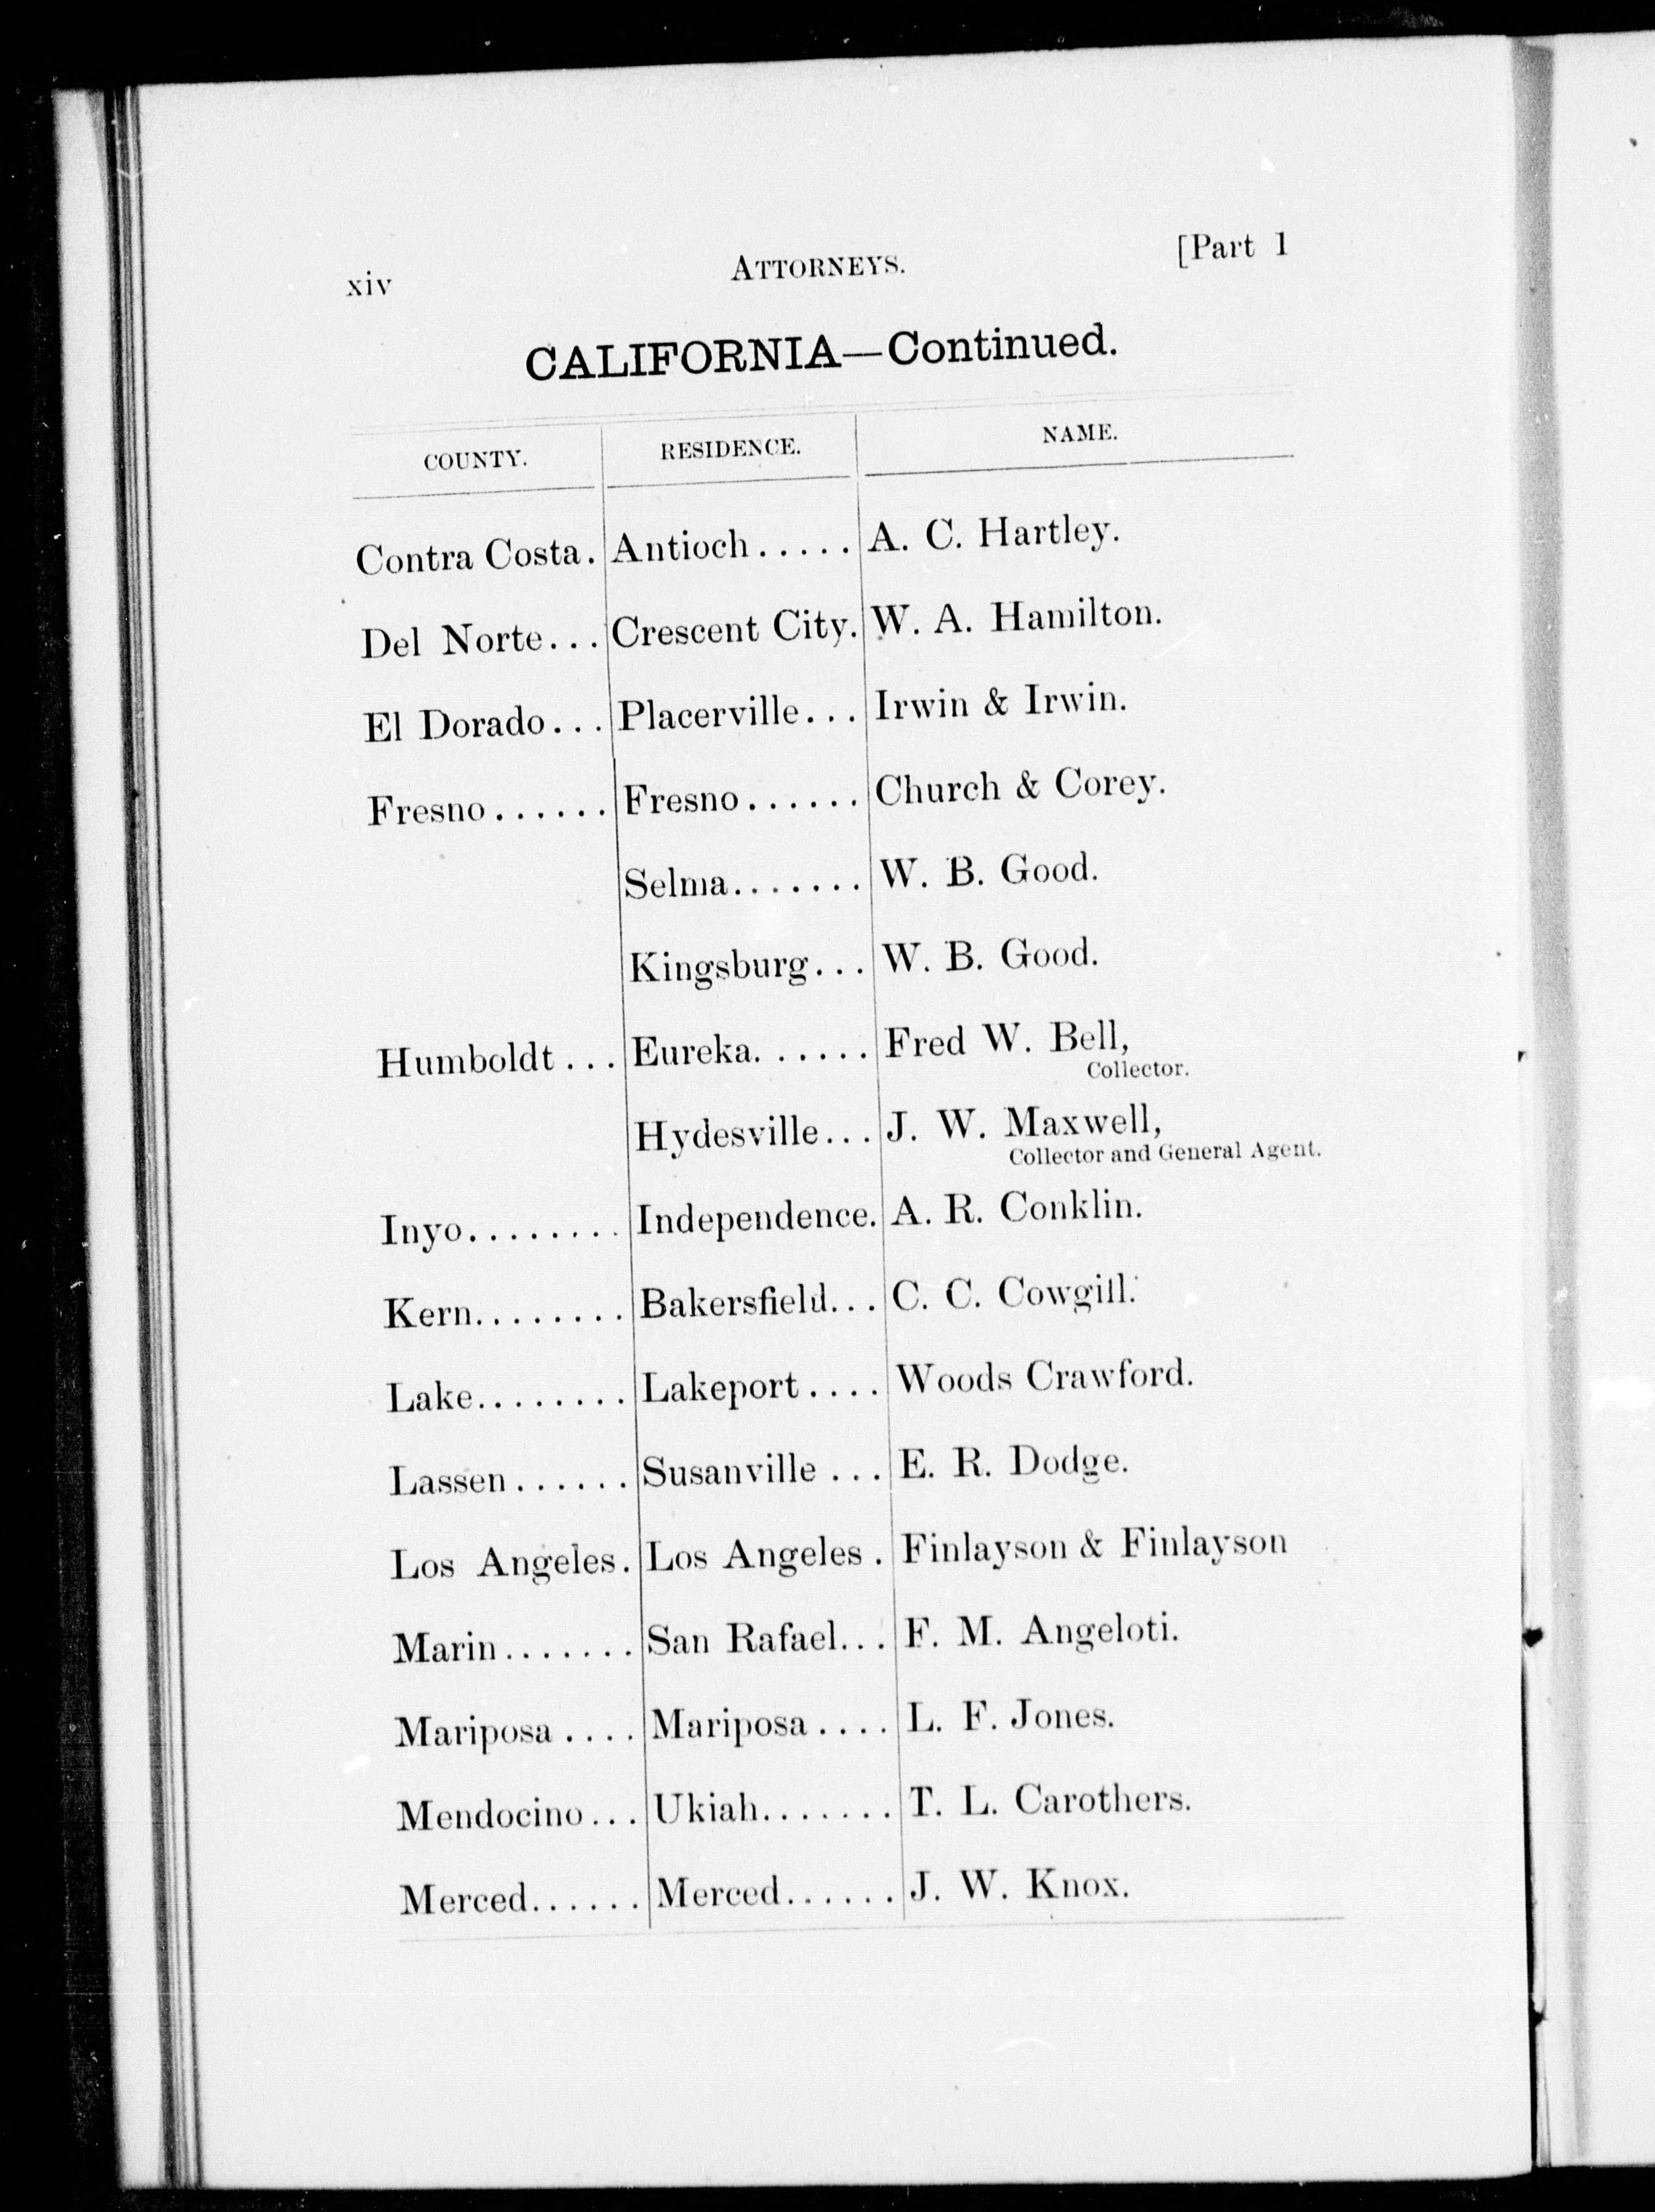 xiv ATTORNEYS. [Part 1
CALIFORNIA—Continued.
COUNTY. RESIDENCE. NAME.
Contra Costa. Antioch..... A. C. Hartley.
Del Norte... Crescent City. W. A. Hamilton.
El Dorado... Placerville... Irwin & Irwin.
Fresno...... Fresno...... Church & Corey.
Selma....... W. B. Good.
Kingsburg... W. B. Good.
Humboldt... Eureka...... Fred W. Bell,
Collector.
Hydesville... J. W. Maxwell,
Collector and General Agent.
Inyo........ Independence. A. R. Conklin.
Kern........ Bakersfield... C. C. Cowgill.
Lake........ Lakeport.... Woods Crawford.
Lassen...... Susanville... E. R. Dodge.
Los Angeles. Los Angeles. Finlayson & Finlayson
Marin....... San Rafael... F. M. Angeloti.
Mariposa.... Mariposa.... L. F. Jones.
Mendocino... Ukiah....... T. L. Carothers.
Merced...... Merced...... J. W. Knox.